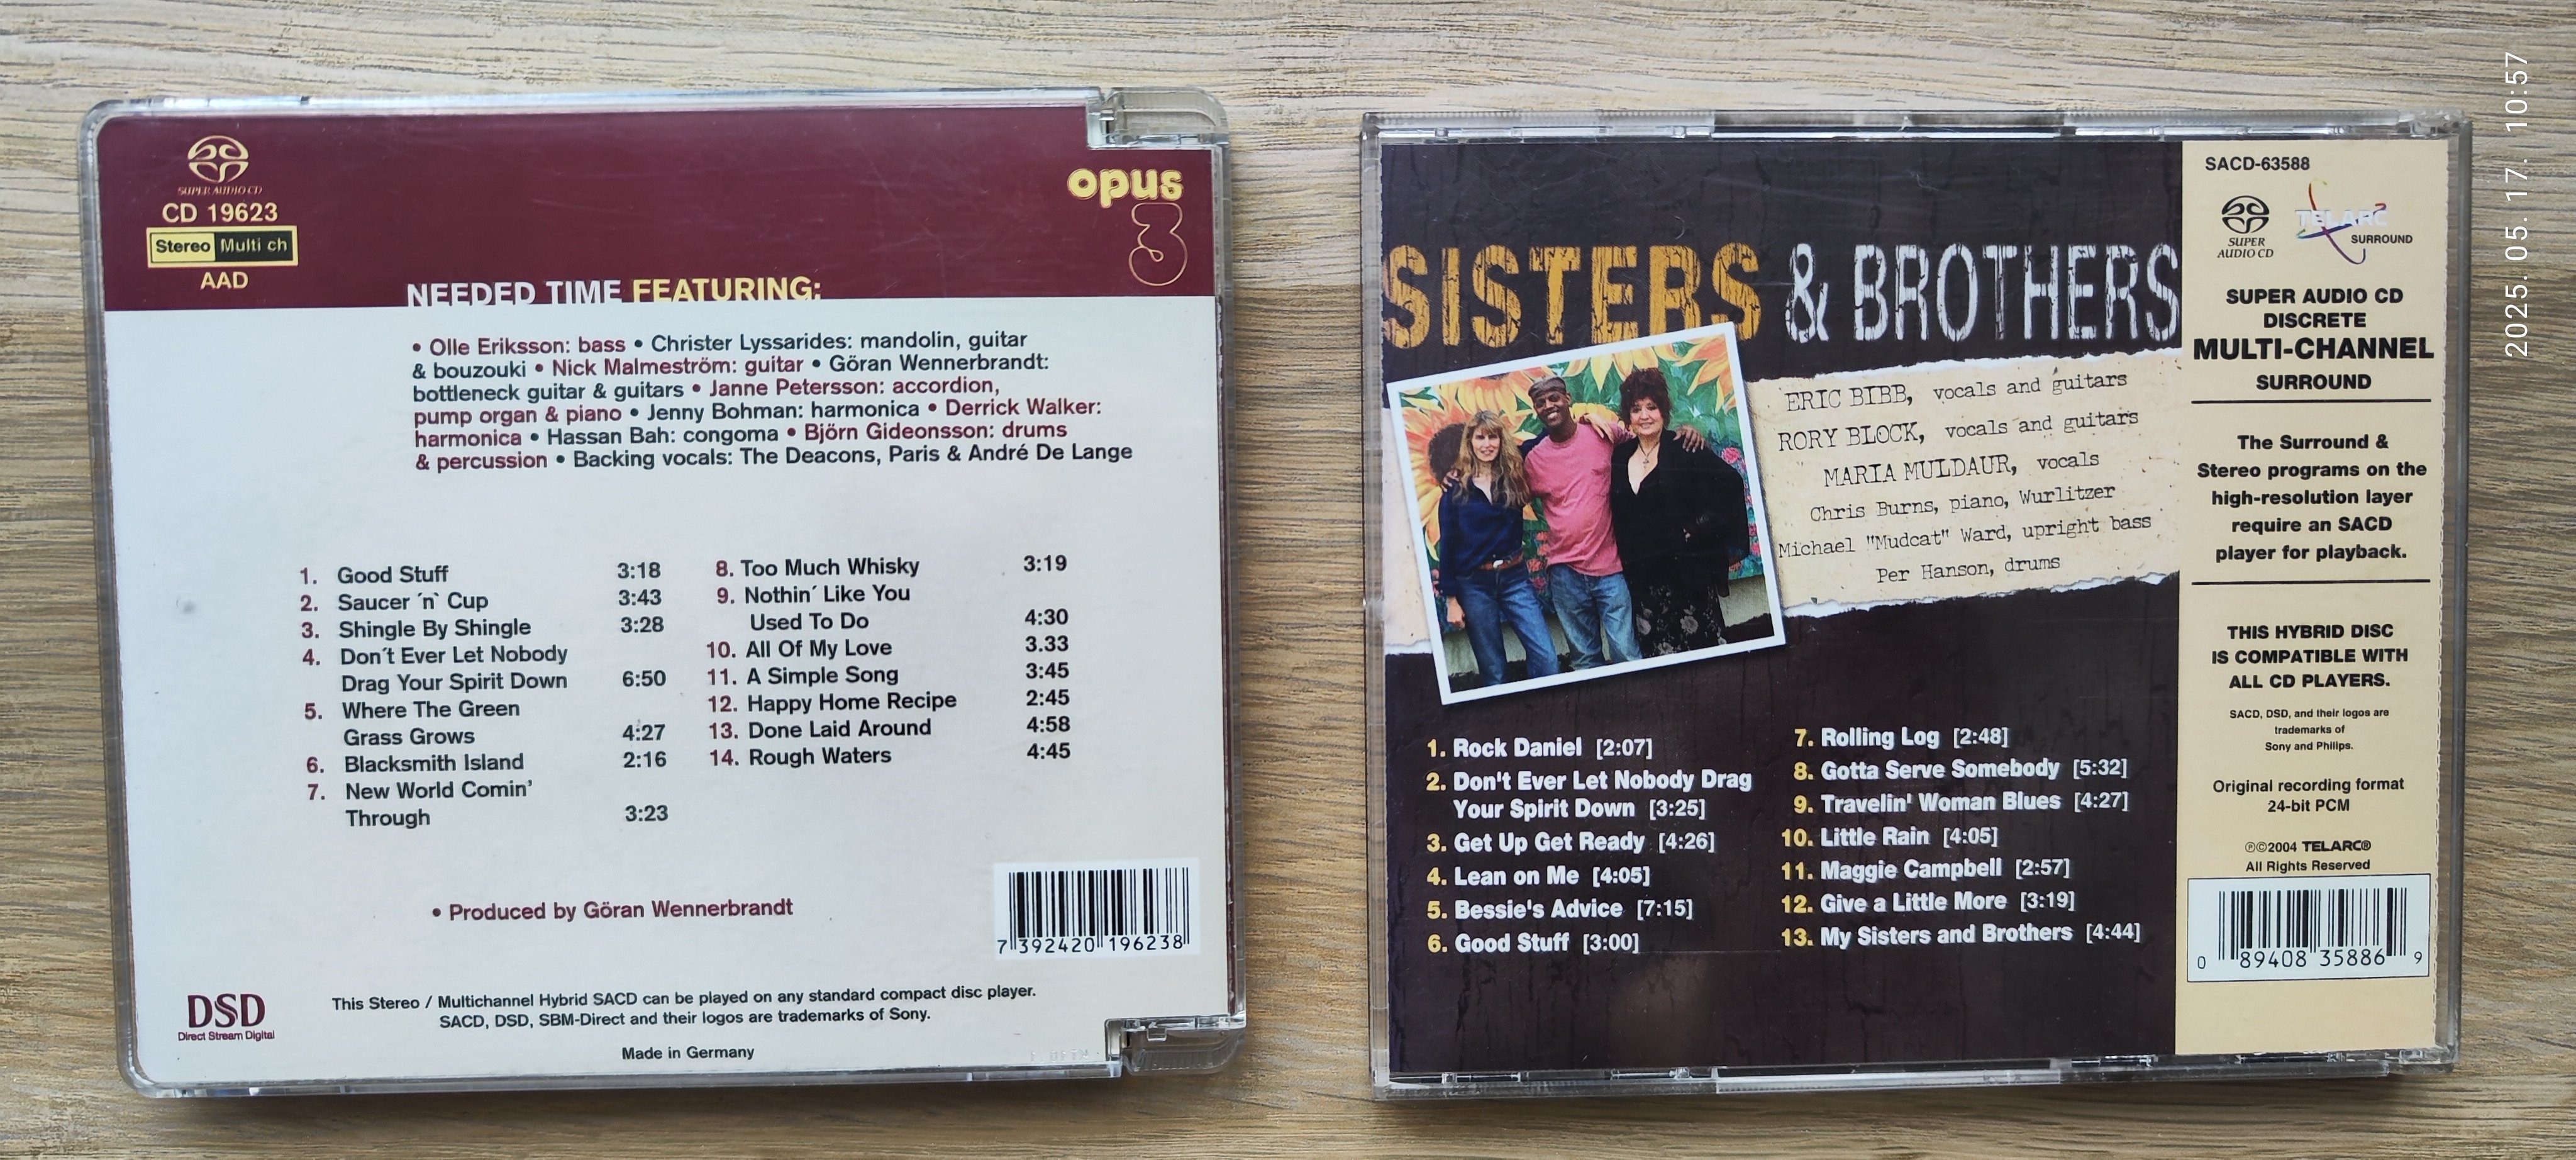 SUPER AUDIO CD
CD 19623
Stereo Multi ch
AAD
opus
3
NEEDED TIME FEATURING:
• Olle Eriksson: bass • Christer Lyssarides: mandolin, guitar
& bouzouki • Nick Malmeström: guitar • Göran Wennerbrandt:
bottleneck guitar & guitars • Janne Petersson: accordion,
pump organ & piano • Jenny Bohman: harmonica • Derrick Walker:
harmonica • Hassan Bah: congoma • Björn Gideonsson: drums
& percussion • Backing vocals: The Deacons, Paris & André De Lange
1. Good Stuff 3:18
2. Saucer ´n` Cup 3:43
3. Shingle By Shingle 3:28
4. Don´t Ever Let Nobody
Drag Your Spirit Down 6:50
5. Where The Green
Grass Grows 4:27
6. Blacksmith Island 2:16
7. New World Comin'
Through 3:23
8. Too Much Whisky 3:19
9. Nothin´ Like You
Used To Do 4:30
10. All Of My Love 3.33
11. A Simple Song 3:45
12. Happy Home Recipe 2:45
13. Done Laid Around 4:58
14. Rough Waters 4:45
• Produced by Göran Wennerbrandt
7 392420 196238
DSD
Direct Stream Digital
This Stereo / Multichannel Hybrid SACD can be played on any standard compact disc player.
SACD, DSD, SBM-Direct and their logos are trademarks of Sony.
Made in Germany
SISTERS & BROTHERS
ERIC BIBB, vocals and guitars
RORY BLOCK, vocals and guitars
MARIA MULDAUR, vocals
Chris Burns, piano, Wurlitzer
Michael "Mudcat" Ward, upright bass
Per Hanson, drums
1. Rock Daniel [2:07]
2. Don't Ever Let Nobody Drag
Your Spirit Down [3:25]
3. Get Up Get Ready [4:26]
4. Lean on Me [4:05]
5. Bessie's Advice [7:15]
6. Good Stuff [3:00]
7. Rolling Log [2:48]
8. Gotta Serve Somebody [5:32]
9. Travelin' Woman Blues [4:27]
10. Little Rain [4:05]
11. Maggie Campbell [2:57]
12. Give a Little More [3:19]
13. My Sisters and Brothers [4:44]
SACD-63588
SUPER
AUDIO CD
TELARC
SURROUND
SUPER AUDIO CD
DISCRETE
MULTI-CHANNEL
SURROUND
The Surround &
Stereo programs on the
high-resolution layer
require an SACD
player for playback.
THIS HYBRID DISC
IS COMPATIBLE WITH
ALL CD PLAYERS.
SACD, DSD, and their logos are
trademarks of
Sony and Philips.
Original recording format
24-bit PCM
℗©2004 TELARC®
All Rights Reserved
0 89408 35886 9
2025. 05. 17. 10:57